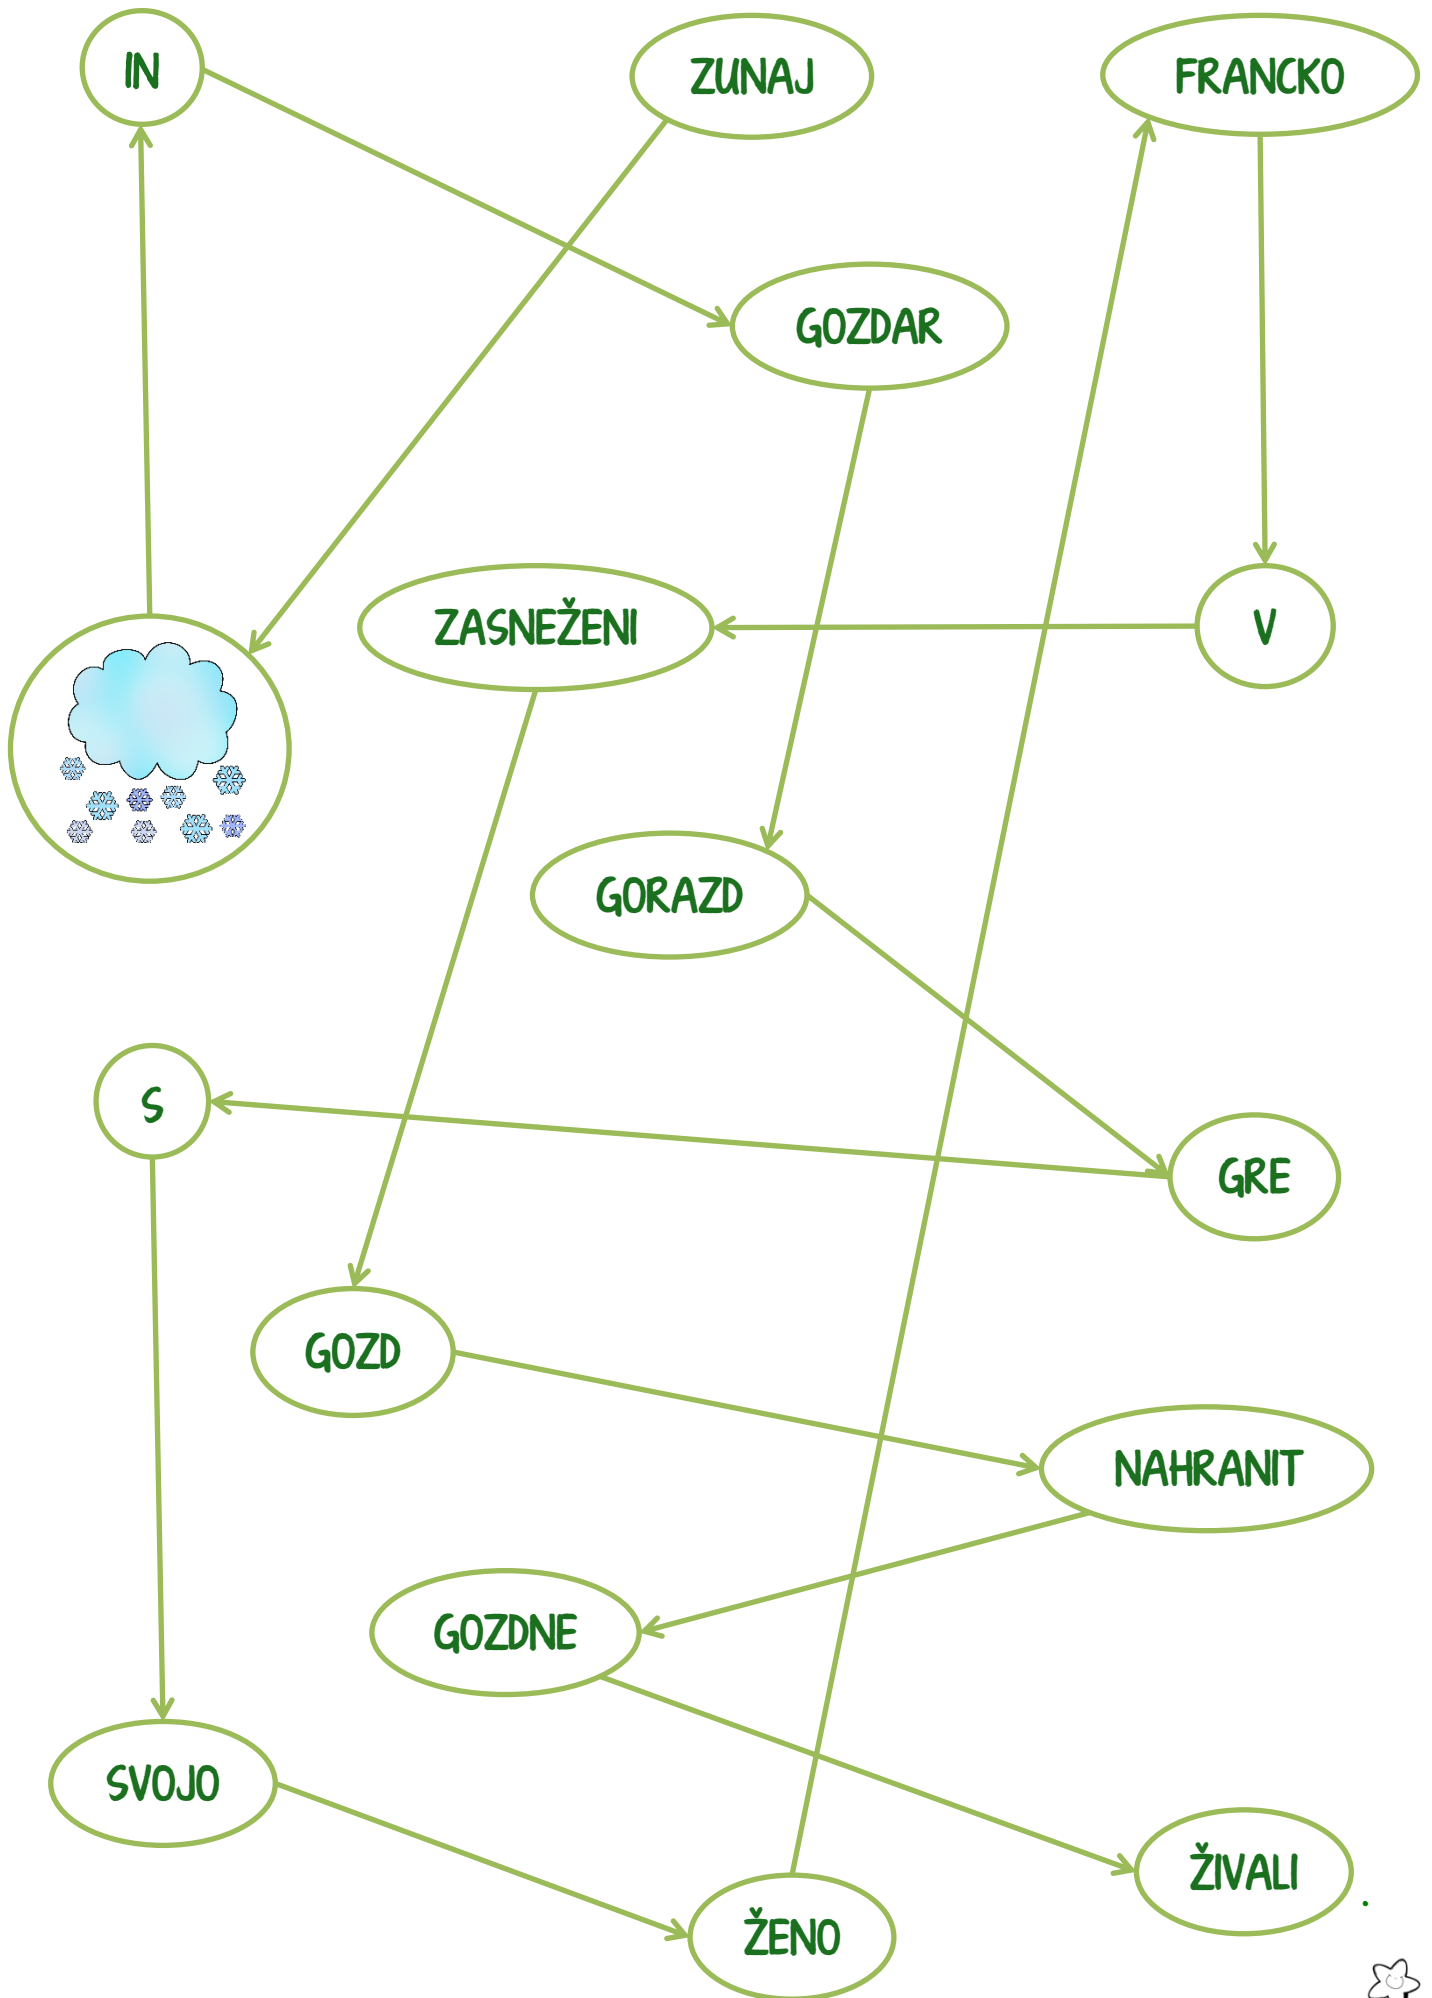 IN
ZUNAJ
FRANCKO
GOZDAR
ZASNEŽENI
V
GORAZD
S
GRE
GOZD
NAHRANIT
GOZDNE
SVOJO
ŽIVALI
.
ŽENO